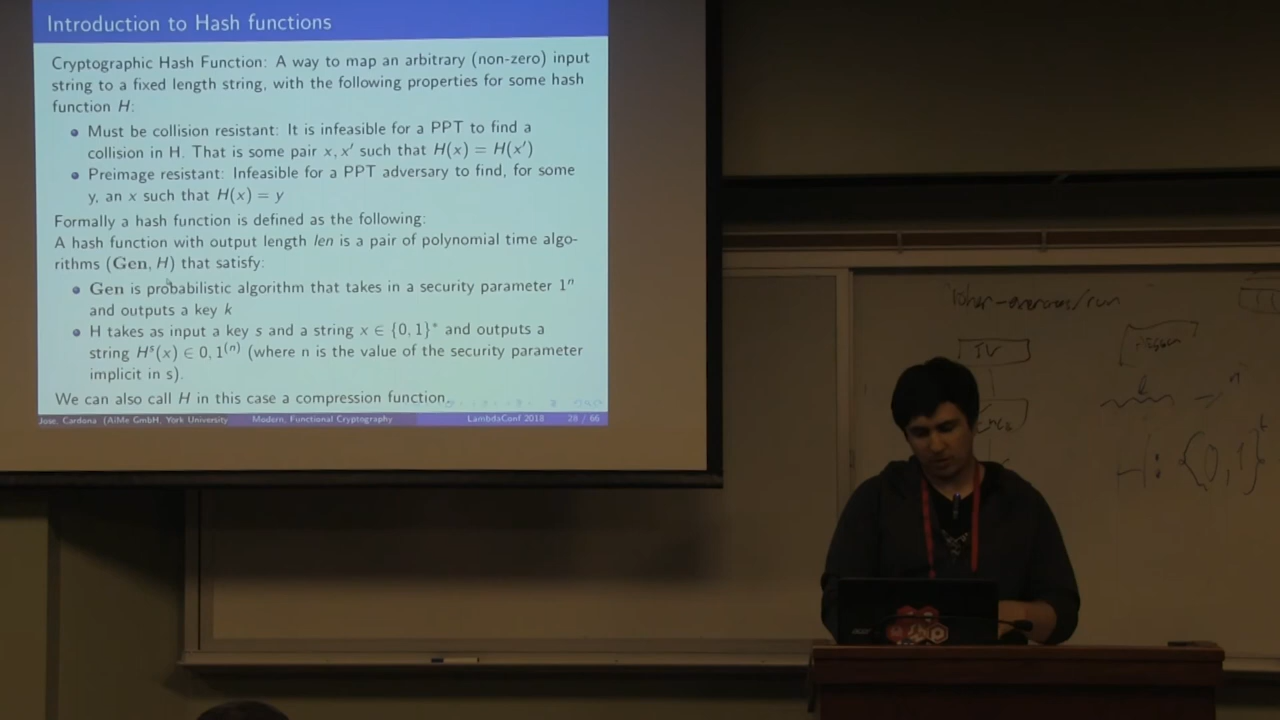 Introduction to Hash functions
Cryptographic Hash Function: A way to map an arbitrary (non-zero) input
string to a fixed length string, with the following properties for some hash
function H:
Must be collision resistant: It is infeasible for a PPT to find a
collision in H. That is some pair x, x′ such that H(x) = H(x′)
Preimage resistant: Infeasible for a PPT adversary to find, for some
y, an x such that H(x) = y
Formally a hash function is defined as the following:
A hash function with output length len is a pair of polynomial time algo-
rithms (Gen, H) that satisfy:
Gen is probabilistic algorithm that takes in a security parameter 1ⁿ
and outputs a key k
H takes as input a key s and a string x ∈ {0, 1}* and outputs a
string Hˢ(x) ∈ 0, 1⁽ⁿ⁾ (where n is the value of the security parameter
implicit in s).
We can also call H in this case a compression function.
Jose, Cardona (AiMe GmbH, York University Modern, Functional Cryptography LambdaConf 2018 28 / 66
IV
H: {0,1}
acer